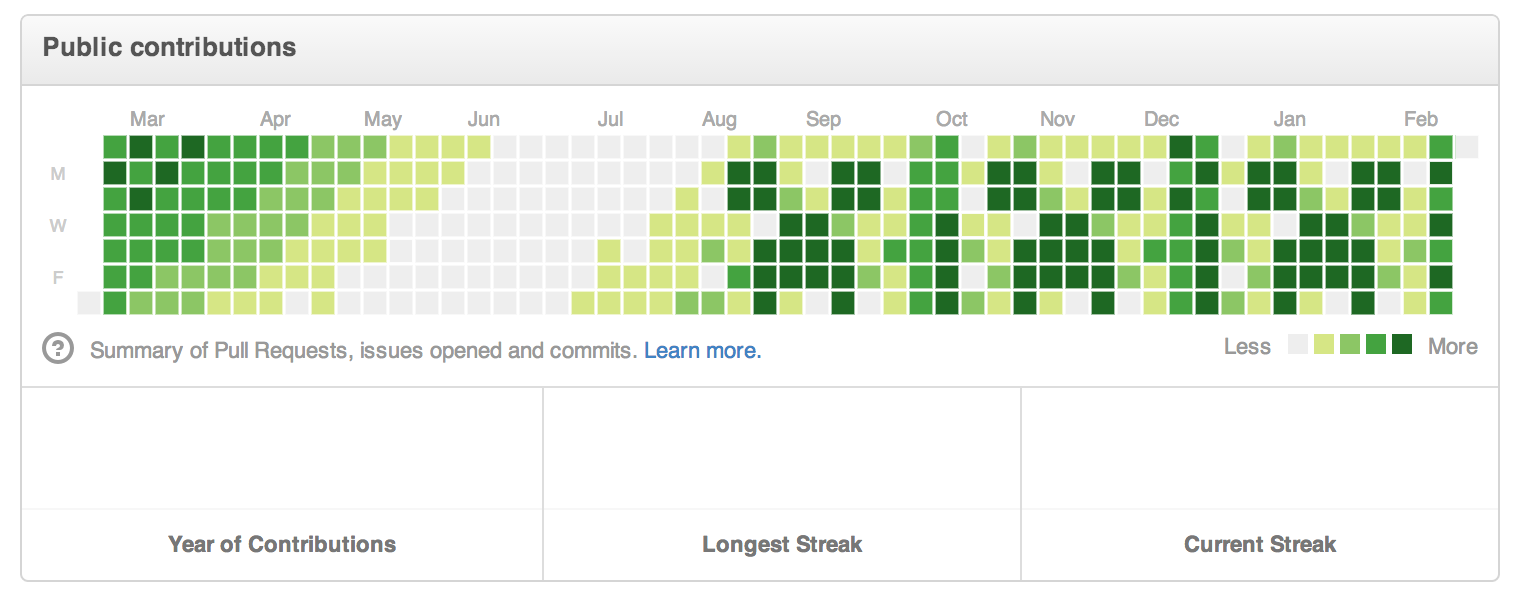 Public contributions
Mar Apr May Jun Jul Aug Sep Oct Nov Dec Jan Feb
M
W
F
? Summary of Pull Requests, issues opened and commits. Learn more. Less More
Year of Contributions Longest Streak Current Streak